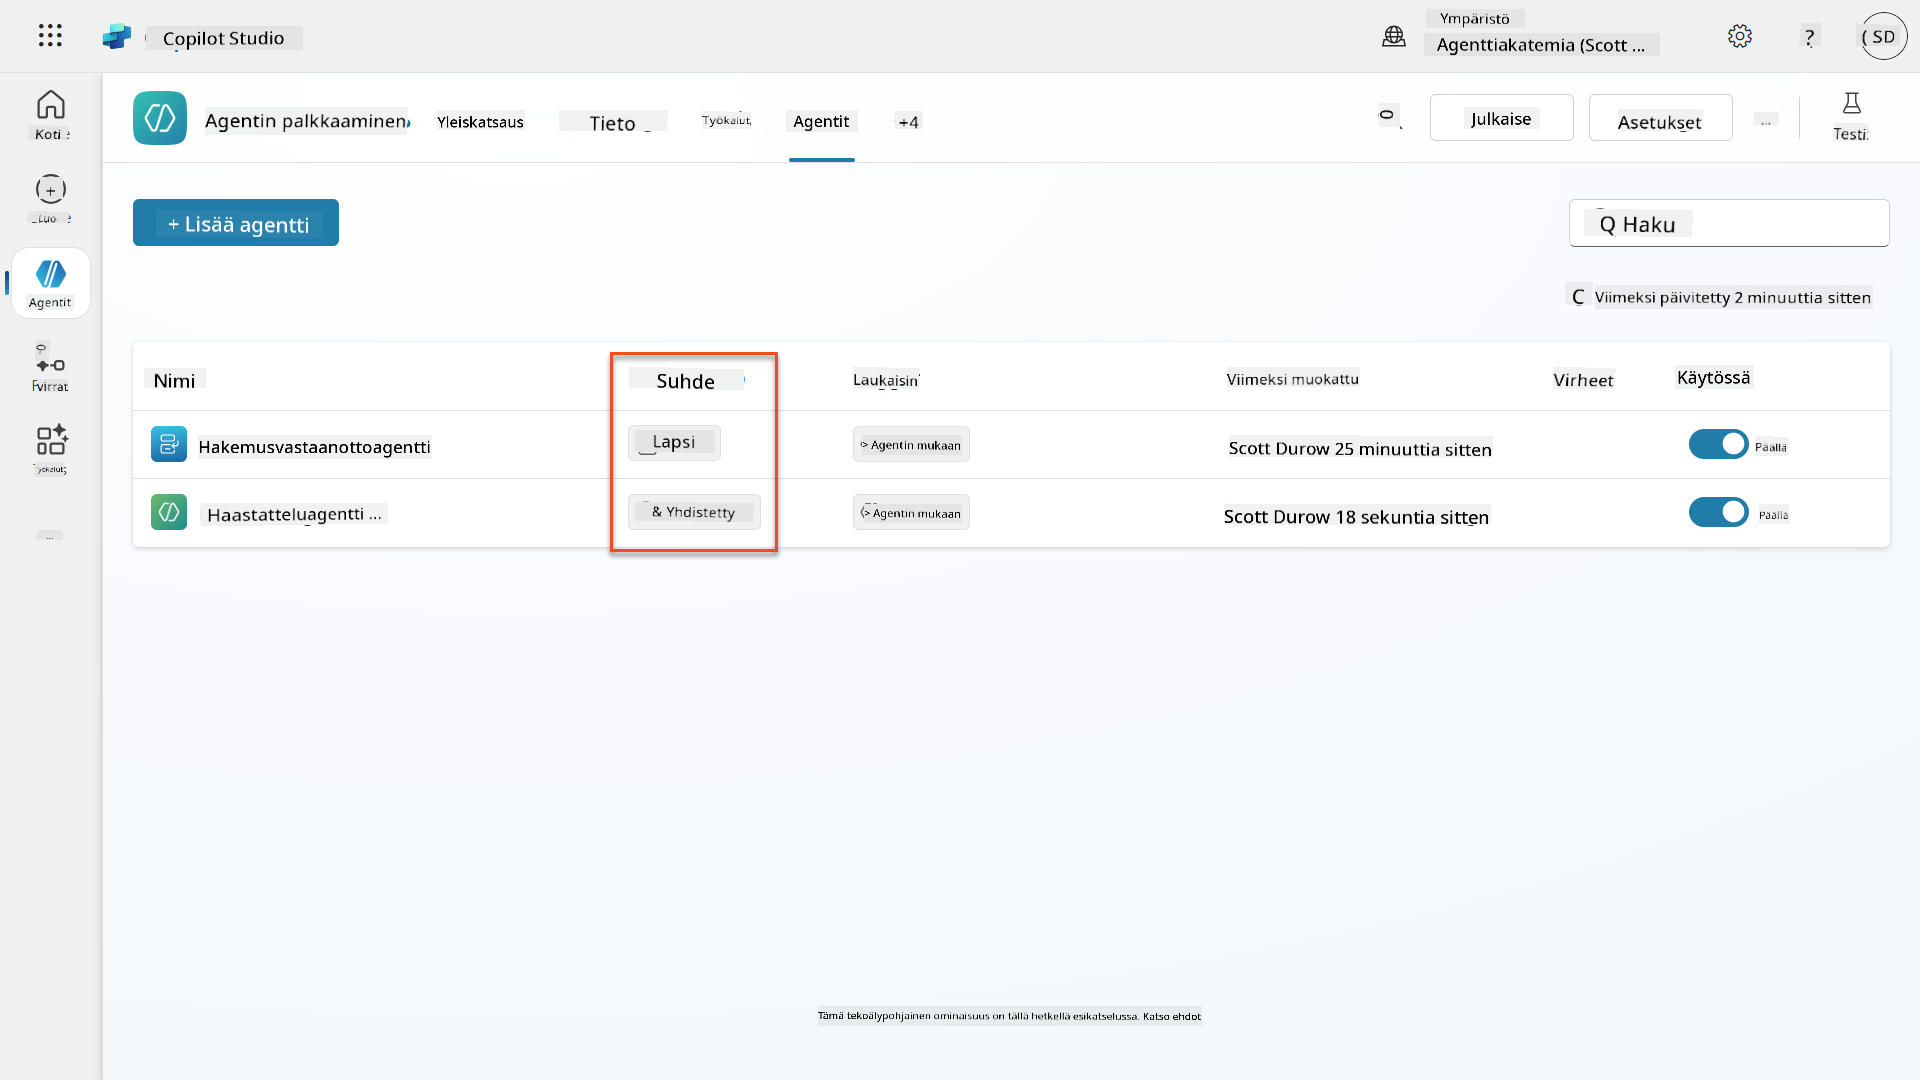 Copilot Studio
Ympäristö
Agenttiakatemia (Scott ...
?
SD
Koti
Luo
Agentit
Työkalut
...
Agentin palkkaaminen
Yleiskatsaus
Tieto
Työkalut
Agentit
+4
Julkaise
Asetukset
...
Testi
+ Lisää agentti
Q Haku
C Viimeksi päivitetty 2 minuuttia sitten
Nimi Suhde Laukaisin Viimeksi muokattu Virheet Käytössä
Hakemusvastaanottoagentti Lapsi Agentin mukaan Scott Durow 25 minuuttia sitten Päällä
Haastatteluagentti ... & Yhdistetty Agentin mukaan Scott Durow 18 sekuntia sitten Päällä
Tämä tekoälypohjainen ominaisuus on tällä hetkellä esikatselussa. Katso ehdot